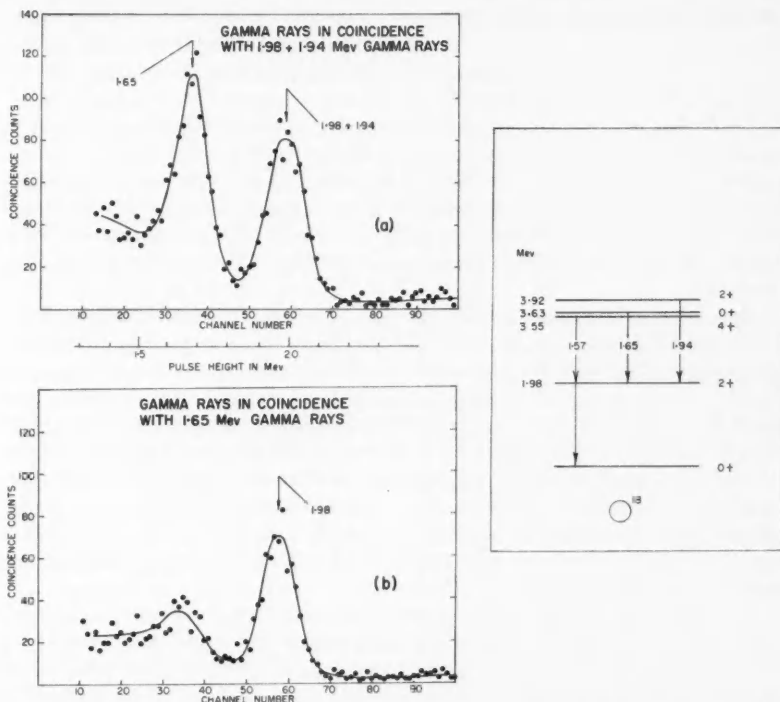 GAMMA RAYS IN COINCIDENCE
WITH 1·98 + 1·94 Mev GAMMA RAYS
COINCIDENCE COUNTS
140
120
100
80
60
40
20
1·65
1·98 + 1·94
(a)
10 20 30 40 50 60 70 80 90
CHANNEL NUMBER
1·5 2·0
PULSE HEIGHT IN Mev
GAMMA RAYS IN COINCIDENCE
WITH 1·65 Mev GAMMA RAYS
COINCIDENCE COUNTS
120
100
80
60
40
20
1·98
(b)
10 20 30 40 50 60 70 80 90
CHANNEL NUMBER
Mev
3·92 2+
3·63 0+
3·55 4+
1·57 1·65 1·94
1·98 2+
0+
O 18